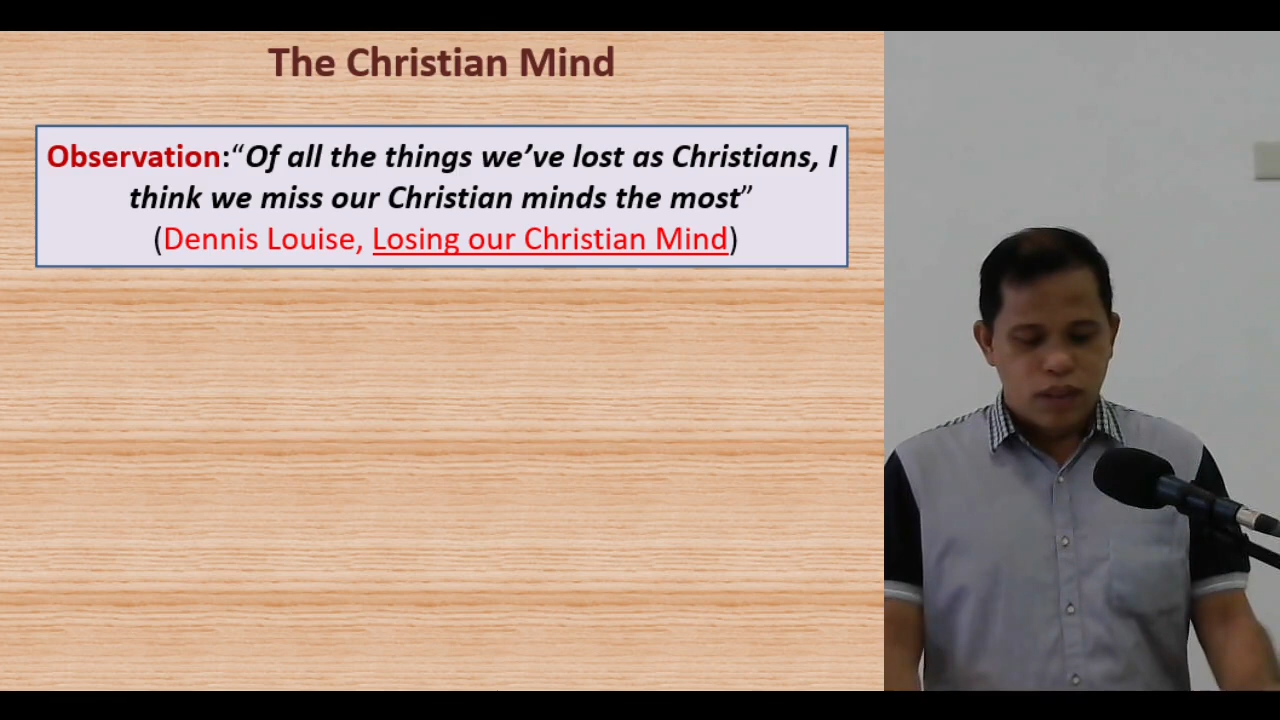 The Christian Mind
Observation:“Of all the things we’ve lost as Christians, I
think we miss our Christian minds the most”
(Dennis Louise, Losing our Christian Mind)